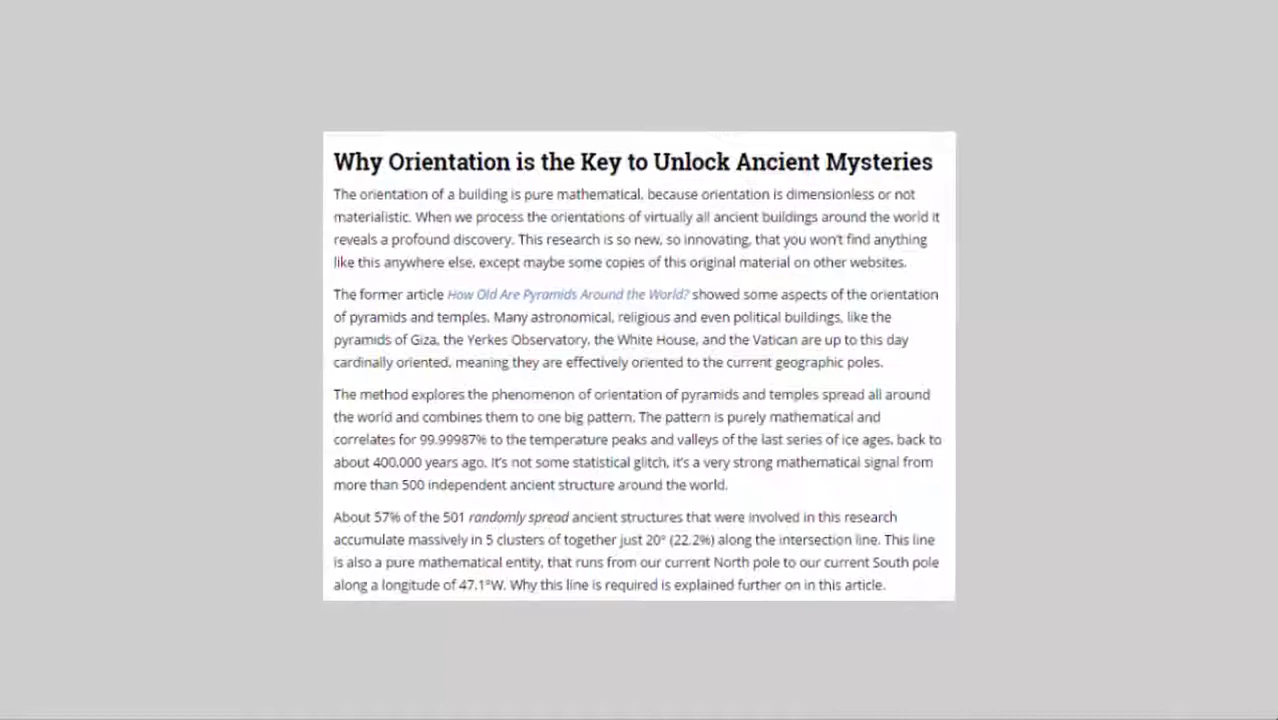 Why Orientation is the Key to Unlock Ancient Mysteries
The orientation of a building is pure mathematical, because orientation is dimensionless or not
materialistic. When we process the orientations of virtually all ancient buildings around the world it
reveals a profound discovery. This research is so new, so innovating, that you won't find anything
like this anywhere else, except maybe some copies of this original material on other websites.
The former article How Old Are Pyramids Around the World? showed some aspects of the orientation
of pyramids and temples. Many astronomical, religious and even political buildings, like the
pyramids of Giza, the Yerkes Observatory, the White House, and the Vatican are up to this day
cardinally oriented, meaning they are effectively oriented to the current geographic poles.
The method explores the phenomenon of orientation of pyramids and temples spread all around
the world and combines them to one big pattern. The pattern is purely mathematical and
correlates for 99.99987% to the temperature peaks and valleys of the last series of ice ages, back to
about 400.000 years ago. It's not some statistical glitch, it's a very strong mathematical signal from
more than 500 independent ancient structure around the world.
About 57% of the 501 randomly spread ancient structures that were involved in this research
accumulate massively in 5 clusters of together just 20° (22.2%) along the intersection line. This line
is also a pure mathematical entity, that runs from our current North pole to our current South pole
along a longitude of 47.1°W. Why this line is required is explained further on in this article.